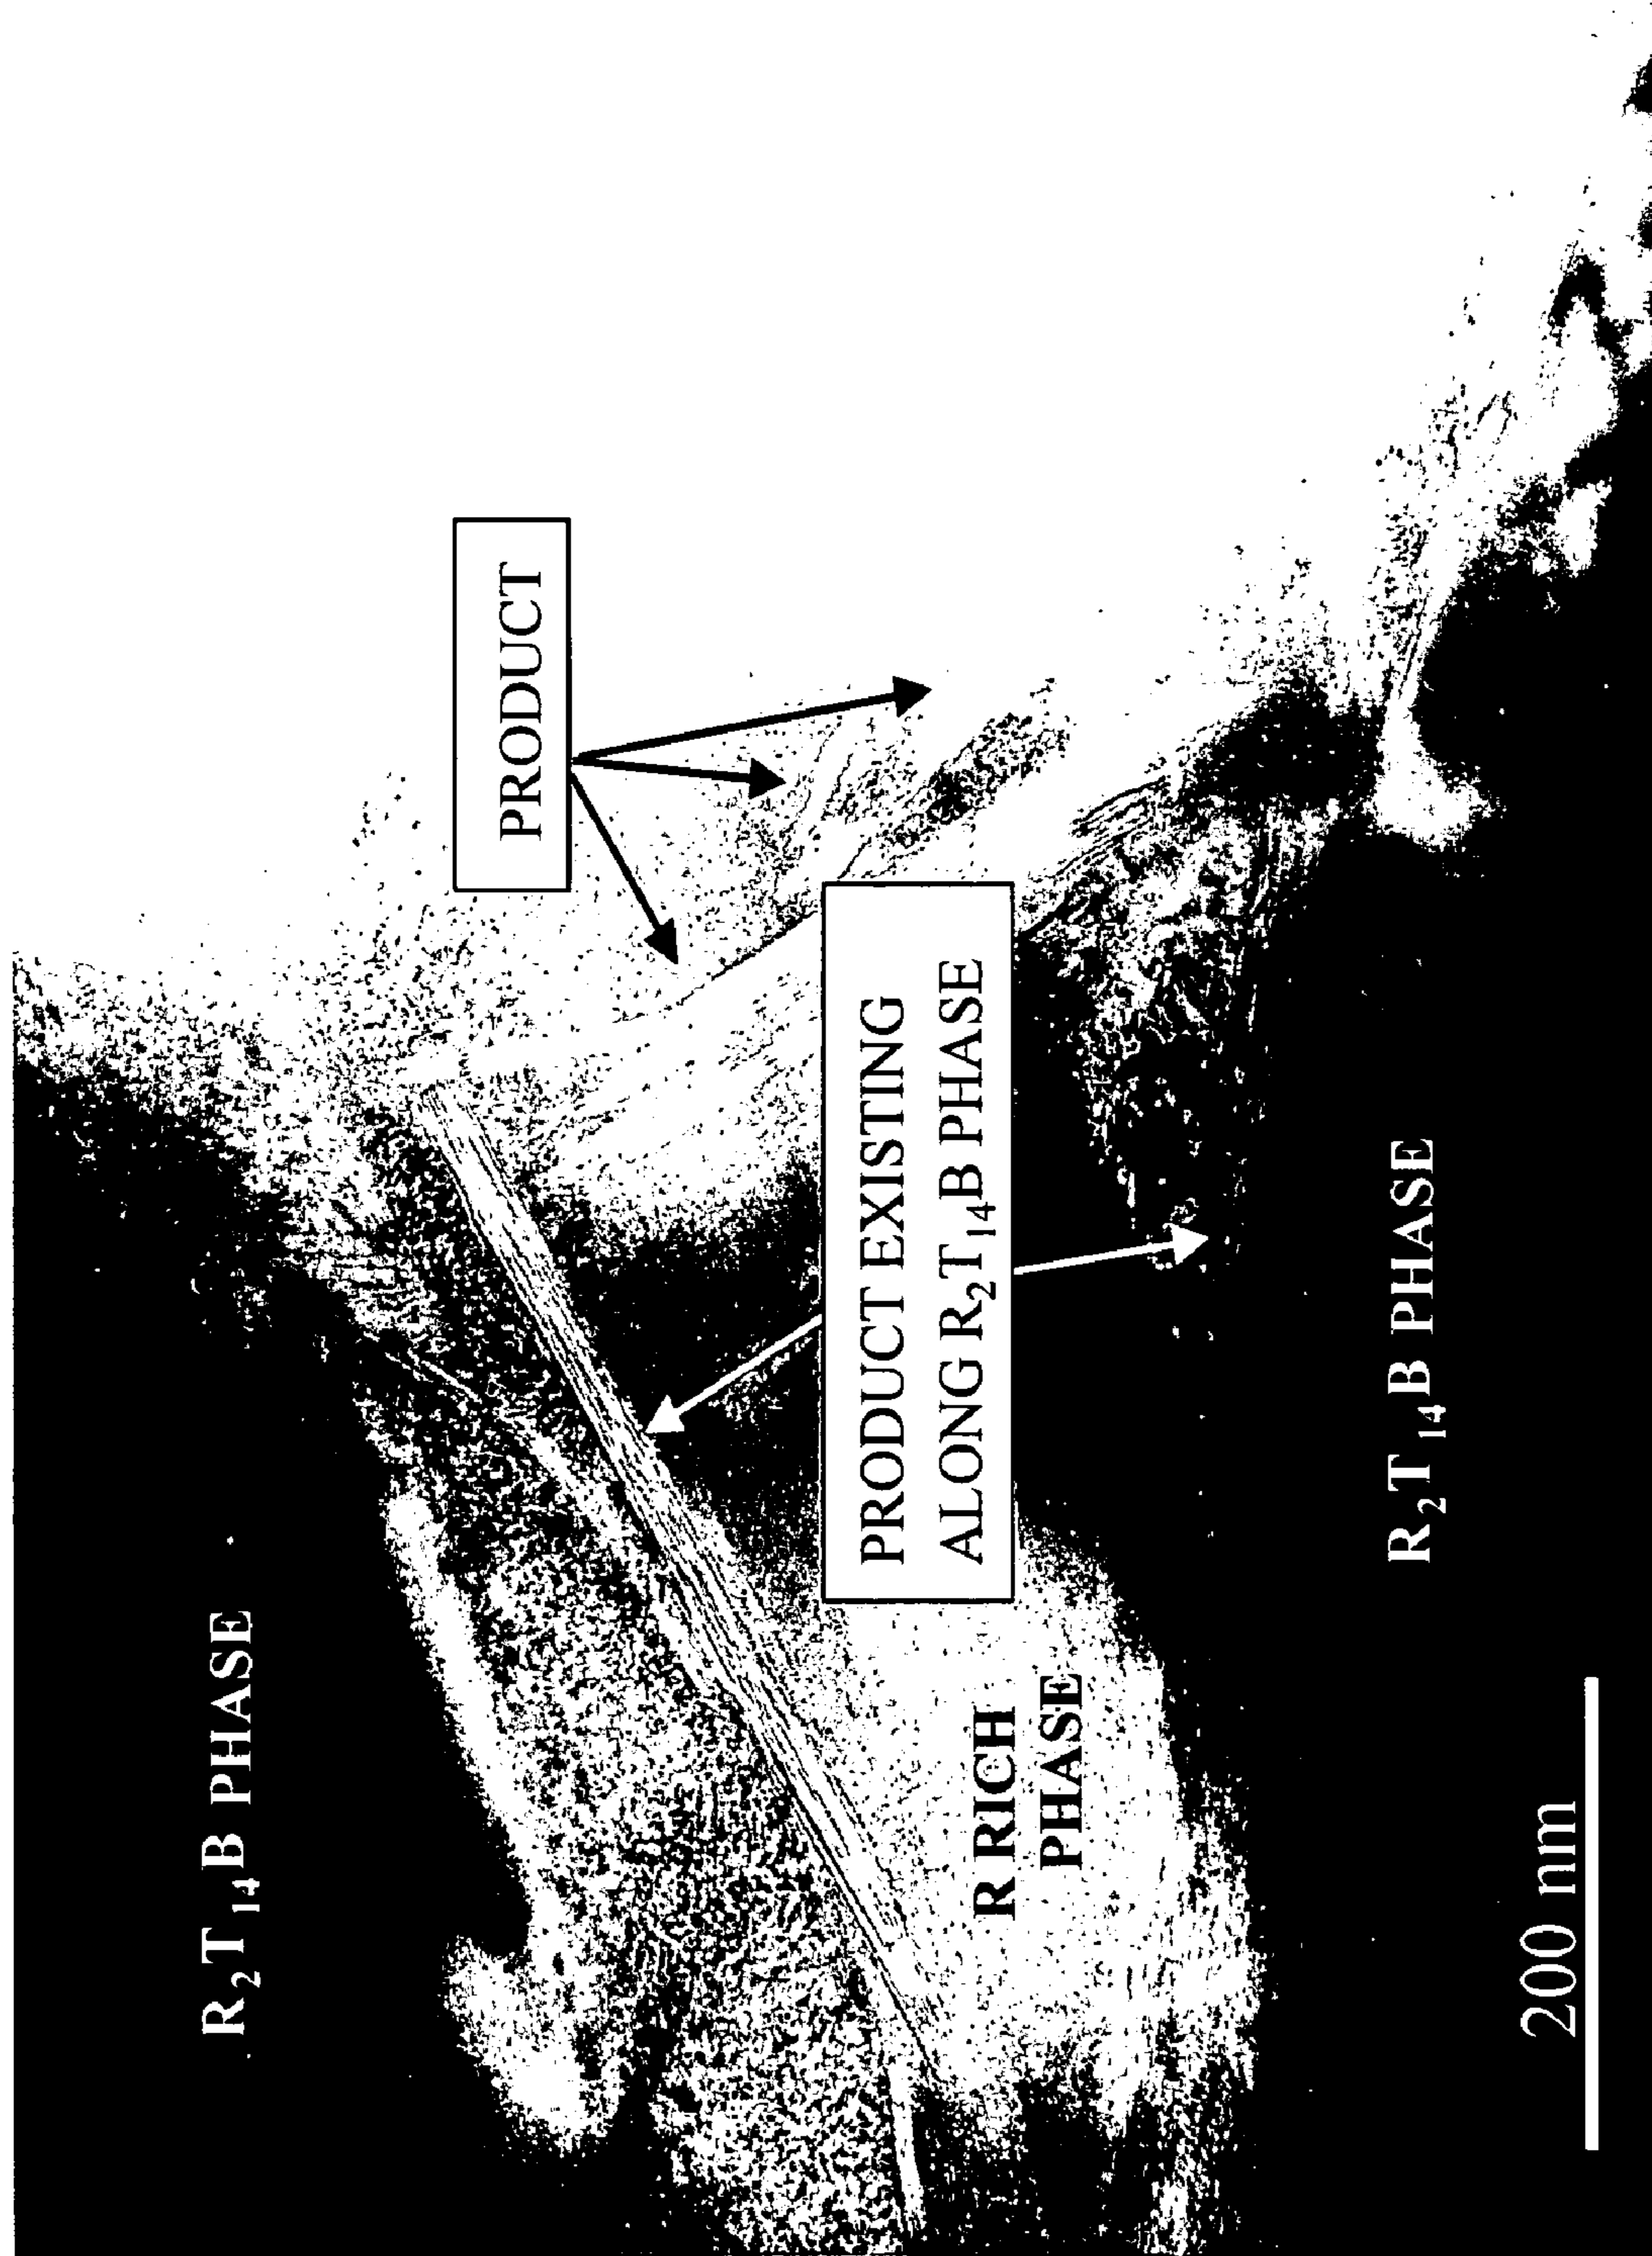 R₂T₁₄B PHASE
PRODUCT
PRODUCT EXISTING
ALONG R₂T₁₄B PHASE
R RICH
PHASE
R₂T₁₄B PHASE
200 nm